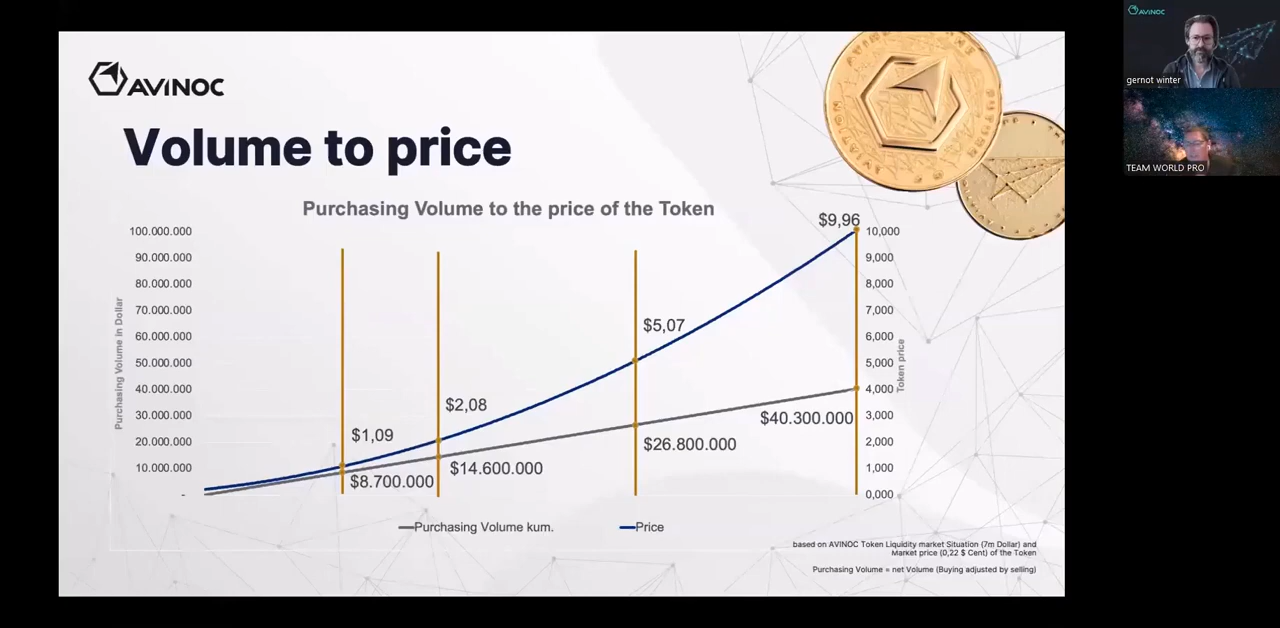 AVINOC
Volume to price
Purchasing Volume to the price of the Token
Purchasing Volume in Dollar
100.000.000
90.000.000
80.000.000
70.000.000
60.000.000
50.000.000
40.000.000
30.000.000
20.000.000
10.000.000
-
$1,09
$8.700.000
$2,08
$14.600.000
$5,07
$26.800.000
$9,96
$40.300.000
10,000
9,000
8,000
7,000
6,000
5,000
4,000
3,000
2,000
1,000
0,000
Token price
Purchasing Volume kum.
Price
based on AVINOC Token Liquidity market Situation (7m Dollar) and
Market price (0,22 $ Cent) of the Token
Purchasing Volume = net Volume (Buying adjusted by selling)
AVINOC
gernot winter
TEAM WORLD PRO